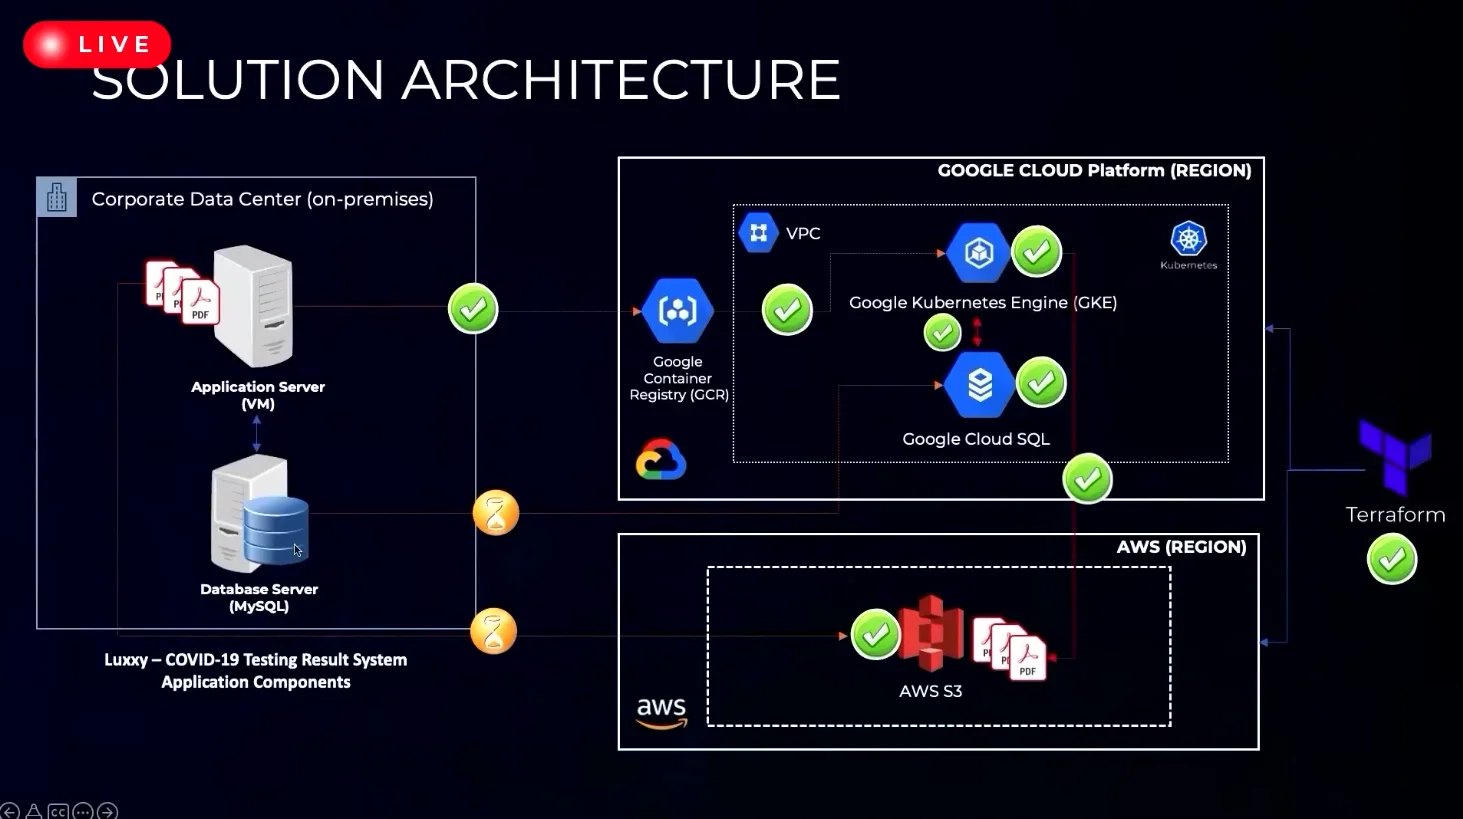 LIVE
SOLUTION ARCHITECTURE
Corporate Data Center (on-premises)
PDF
Application Server
(VM)
Database Server
(MySQL)
Luxxy – COVID-19 Testing Result System
Application Components
GOOGLE CLOUD Platform (REGION)
VPC
Kubernetes
Google Kubernetes Engine (GKE)
Google
Container
Registry (GCR)
Google Cloud SQL
AWS (REGION)
PDF
AWS S3
aws
Terraform
CC